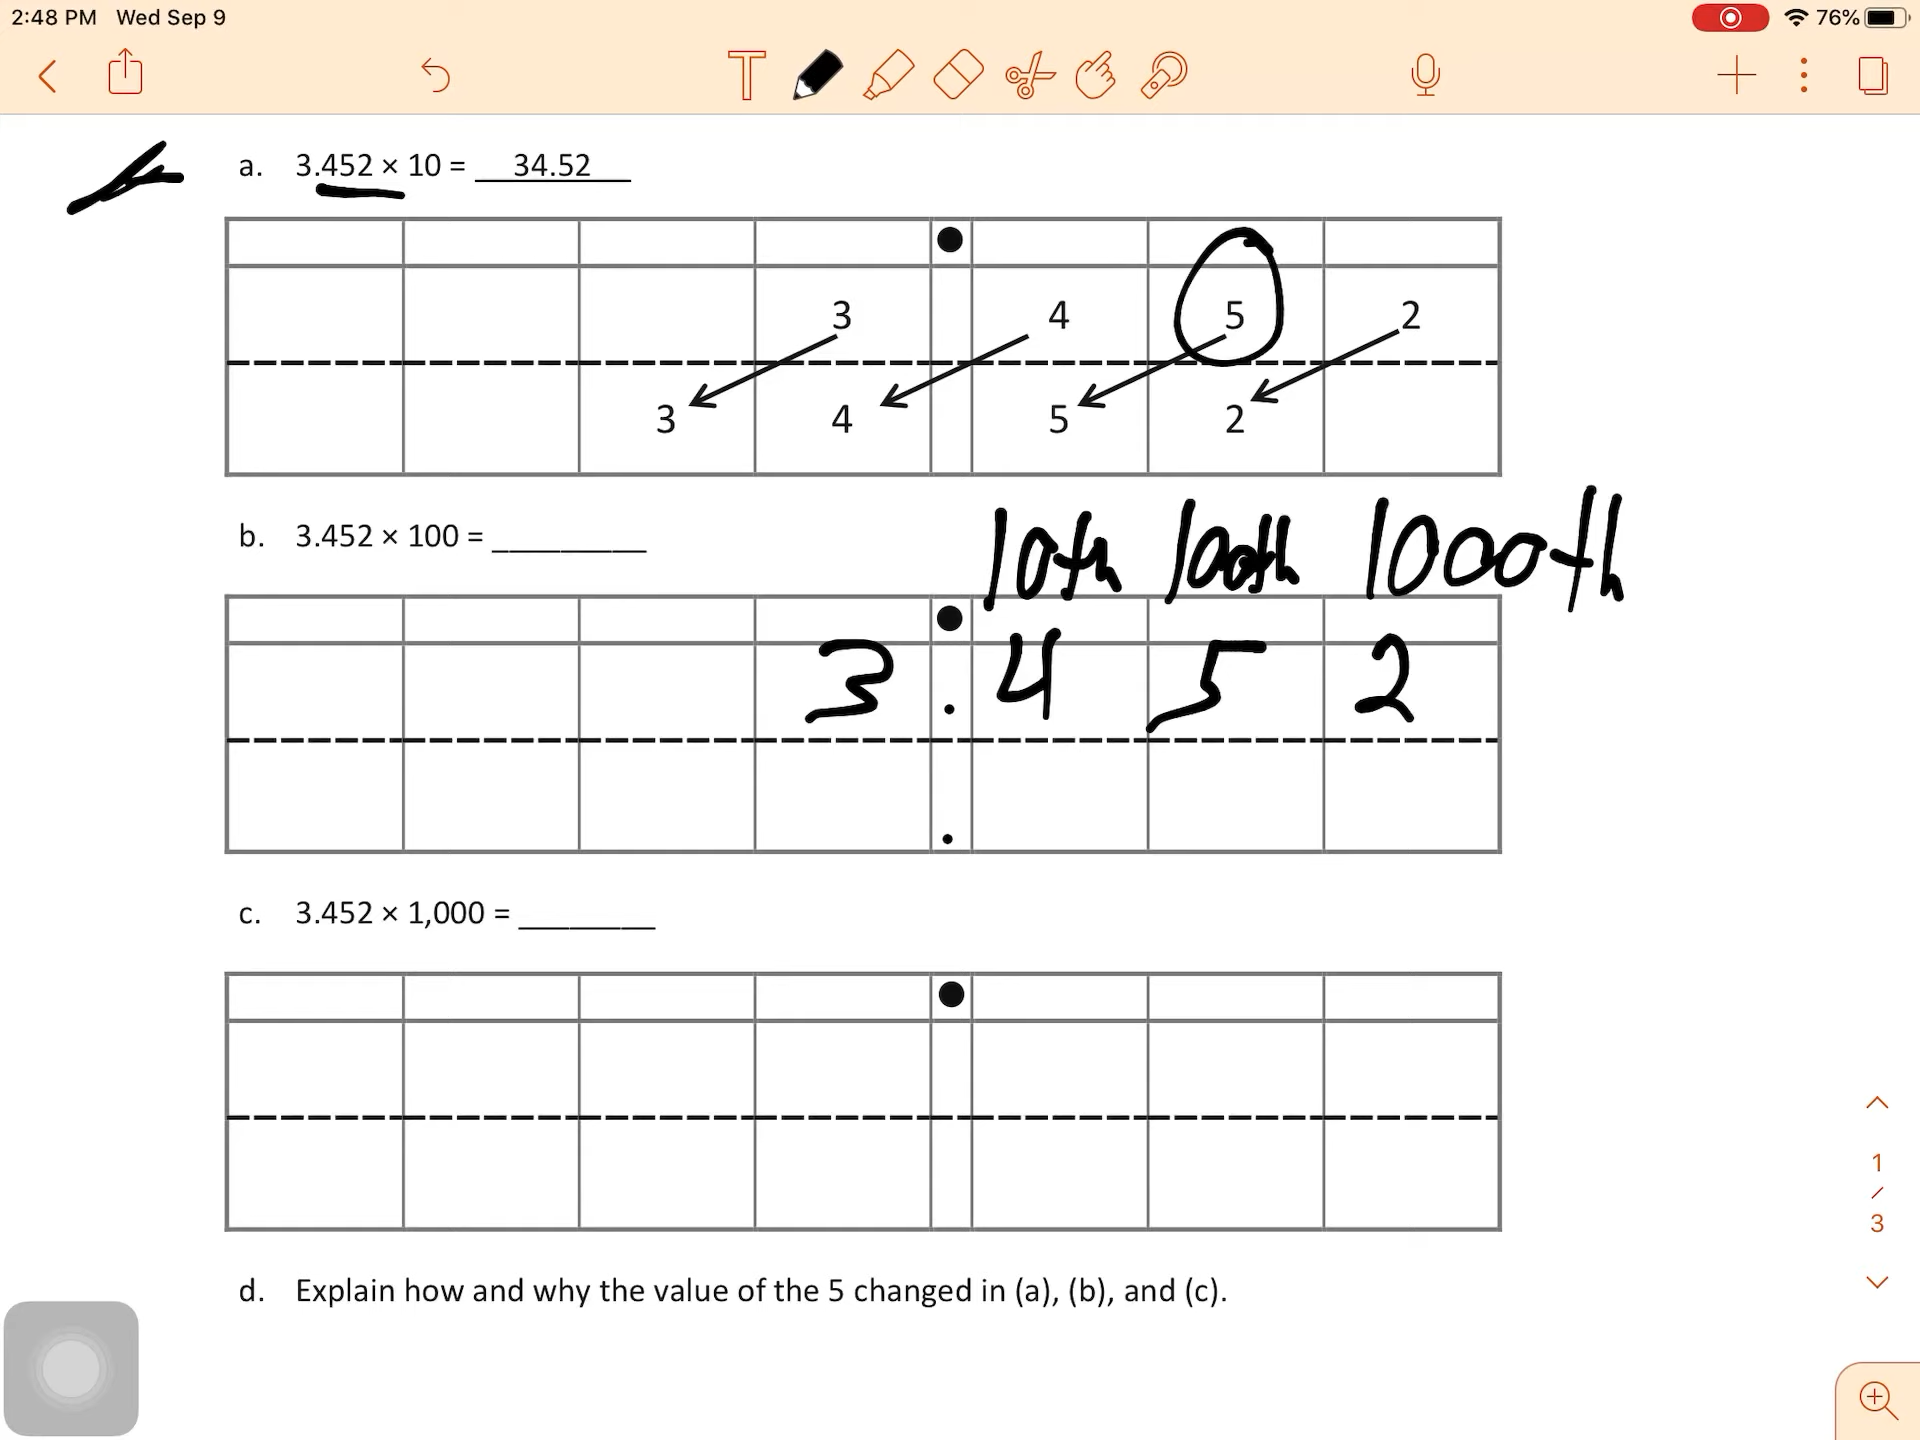 2:48 PM Wed Sep 9 76%
T
a. 3.452 × 10 = 34.52
3 4 5 2
3 4 5 2
b. 3.452 × 100 = _________
10th 100th 1000th
3 . 4 5 2
.
c. 3.452 × 1,000 = ________
d. Explain how and why the value of the 5 changed in (a), (b), and (c).
1
/
3